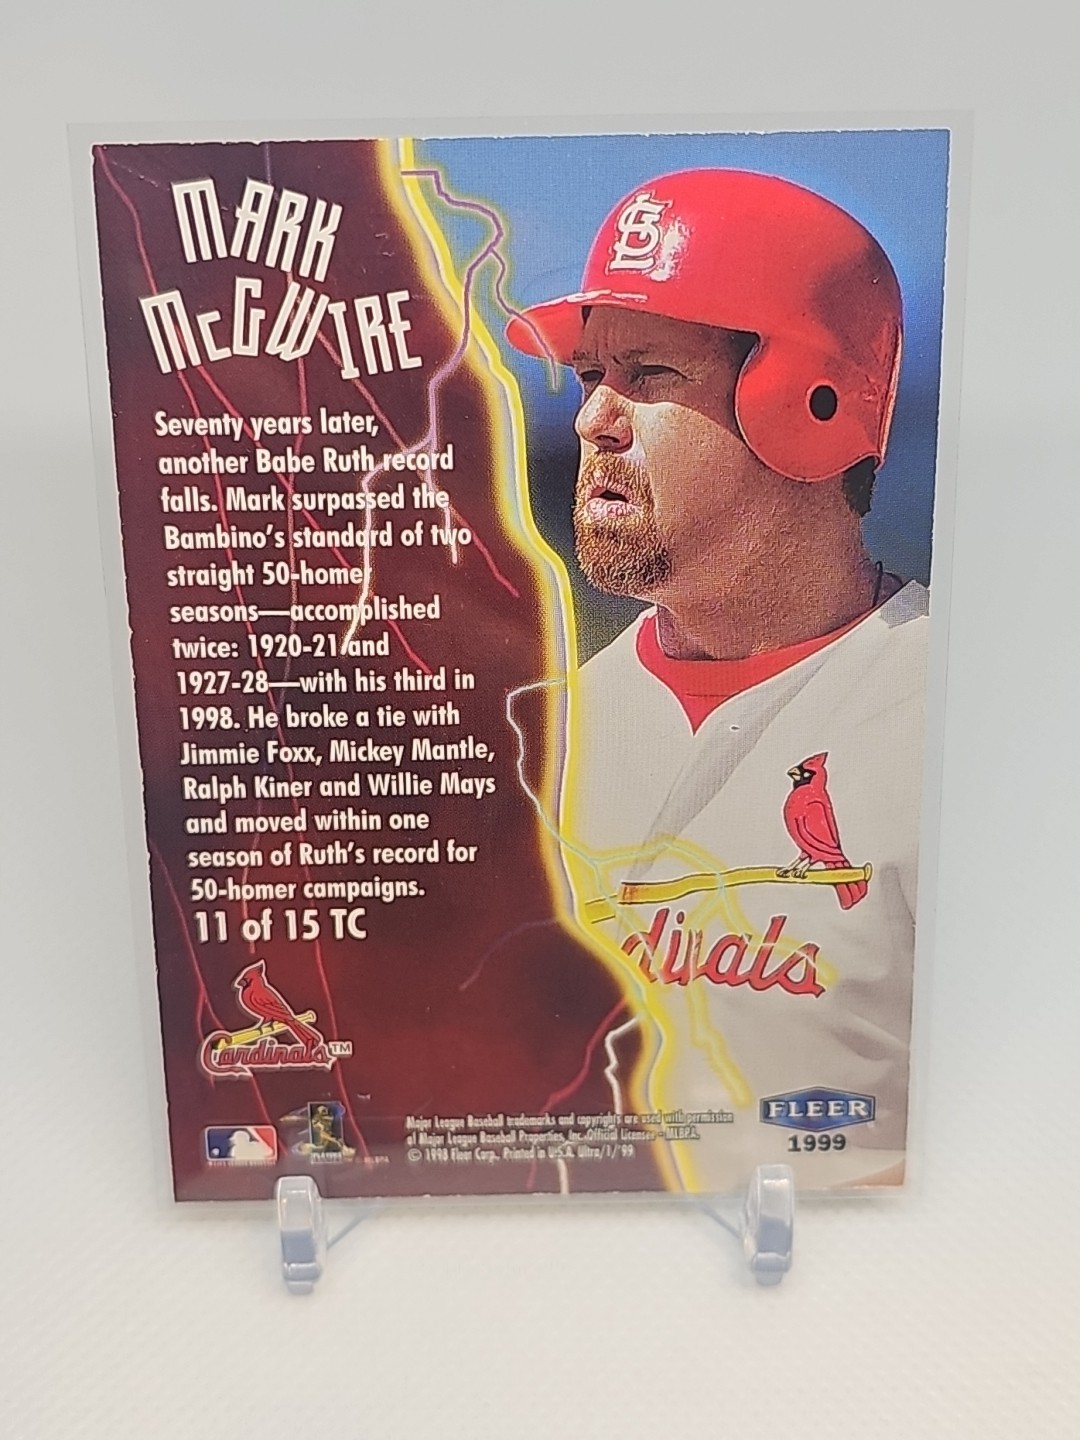 MARK
McGWIRE
Seventy years later,
another Babe Ruth record
falls. Mark surpassed the
Bambino's standard of two
straight 50-homer
seasons—accomplished
twice: 1920-21 and
1927-28—with his third in
1998. He broke a tie with
Jimmie Foxx, Mickey Mantle,
Ralph Kiner and Willie Mays
and moved within one
season of Ruth's record for
50-homer campaigns.
11 of 15 TC
StL
dinals
Cardinals TM
Major League Baseball trademarks and copyrights are used with permission
of Major League Baseball Properties, Inc. Official Licensee - MLBPA.
© 1998 Fleer Corp., Printed in U.S.A. Ultra/1/'99
FLEER
1999